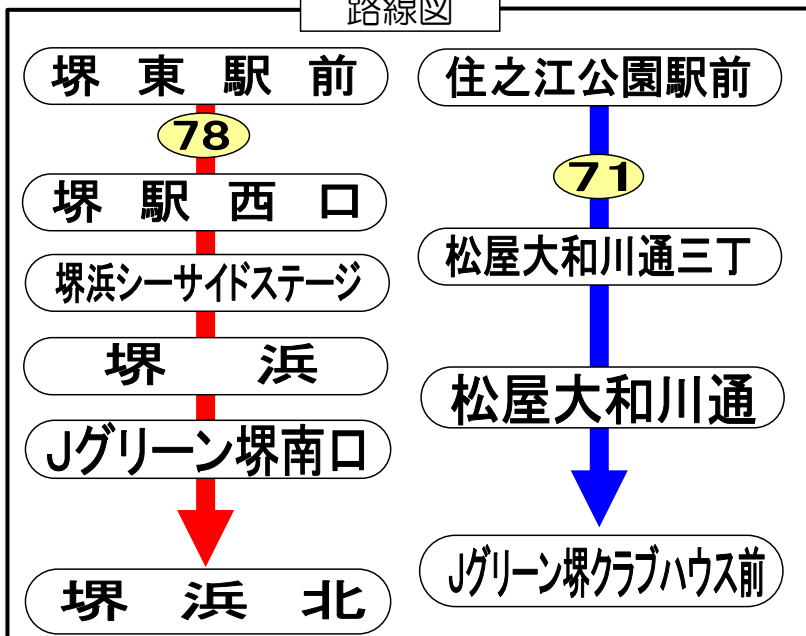 路線図
堺東駅前
78
堺駅西口
堺浜シーサイドステージ
堺浜
Jグリーン堺南口
堺浜北
住之江公園駅前
71
松屋大和川通三丁
松屋大和川通
Jグリーン堺クラブハウス前